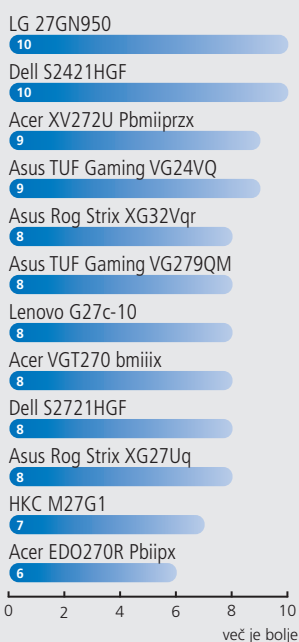 LG 27GN950
10
Dell S2421HGF
10
Acer XV272U Pbmiiprzx
9
Asus TUF Gaming VG24VQ
9
Asus Rog Strix XG32Vqr
8
Asus TUF Gaming VG279QM
8
Lenovo G27c-10
8
Acer VGT270 bmiiix
8
Dell S2721HGF
8
Asus Rog Strix XG27Uq
8
HKC M27G1
7
Acer EDO270R Pbiipx
6
0 2 4 6 8 10
več je bolje